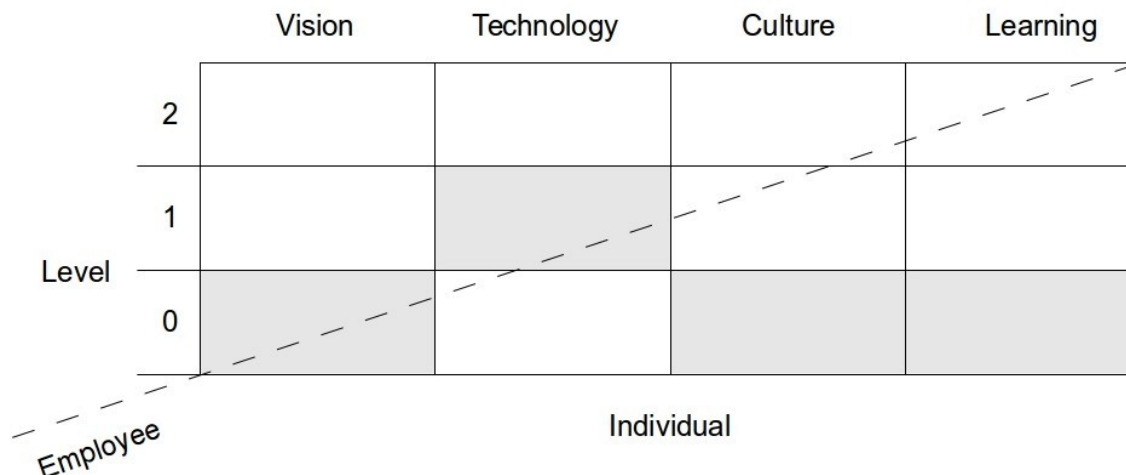 Vision Technology Culture Learning
2
1
Level
0
Individual
Employee